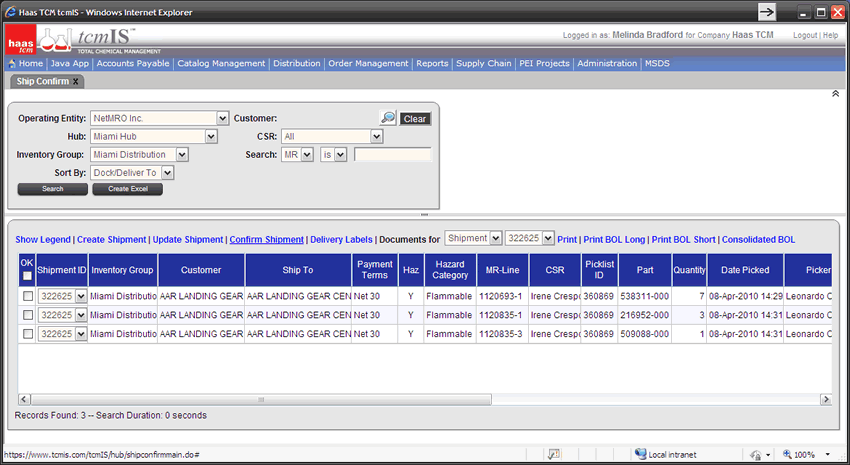 Haas TCM tcmIS - Windows Internet Explorer
haas tcm
tcmIS™
TOTAL CHEMICAL MANAGEMENT
Logged in as: Melinda Bradford for Company Haas TCM
Logout | Help
Home | Java App | Accounts Payable | Catalog Management | Distribution | Order Management | Reports | Supply Chain | PEI Projects | Administration | MSDS
Ship Confirm X
Operating Entity: NetMRO Inc. Customer: Clear
Hub: Miami Hub CSR: All
Inventory Group: Miami Distribution Search: MR is
Sort By: Dock/Deliver To
Search Create Excel
Show Legend | Create Shipment | Update Shipment | Confirm Shipment | Delivery Labels | Documents for Shipment 322625 Print | Print BOL Long | Print BOL Short | Consolidated BOL
OK Shipment ID Inventory Group Customer Ship To Payment Terms Haz Hazard Category MR-Line CSR Picklist ID Part Quantity Date Picked Picker
322625 Miami Distributio AAR LANDING GEAR AAR LANDING GEAR CEN Net 30 Y Flammable 1120693-1 Irene Crespo 360869 538311-000 7 08-Apr-2010 14:29 Leonardo C
322625 Miami Distributio AAR LANDING GEAR AAR LANDING GEAR CEN Net 30 Y Flammable 1120835-1 Irene Crespo 360869 216952-000 3 08-Apr-2010 14:31 Leonardo C
322625 Miami Distributio AAR LANDING GEAR AAR LANDING GEAR CEN Net 30 Y Flammable 1120835-3 Irene Crespo 360869 509088-000 1 08-Apr-2010 14:31 Leonardo C
Records Found: 3 -- Search Duration: 0 seconds
https://www.tcmis.com/tcmIS/hub/shipconfirmmain.do#
Local intranet
100%